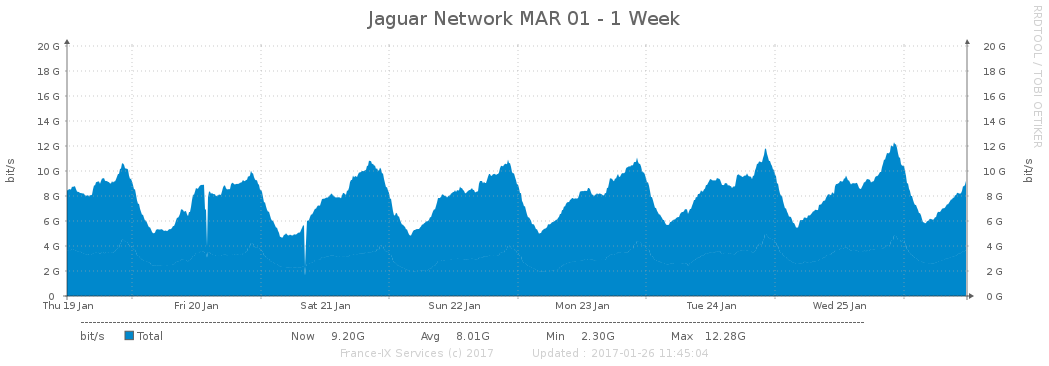 Jaguar Network MAR 01 - 1 Week
RRDTOOL / TOBI OETIKER
bit/s
bit/s
20 G 20 G
18 G 18 G
16 G 16 G
14 G 14 G
12 G 12 G
10 G 10 G
8 G 8 G
6 G 6 G
4 G 4 G
2 G 2 G
0 0 G
Thu 19 Jan Fri 20 Jan Sat 21 Jan Sun 22 Jan Mon 23 Jan Tue 24 Jan Wed 25 Jan
bit/s Total Now 9.20G Avg 8.01G Min 2.30G Max 12.28G
France-IX Services (c) 2017 Updated : 2017-01-26 11:45:04